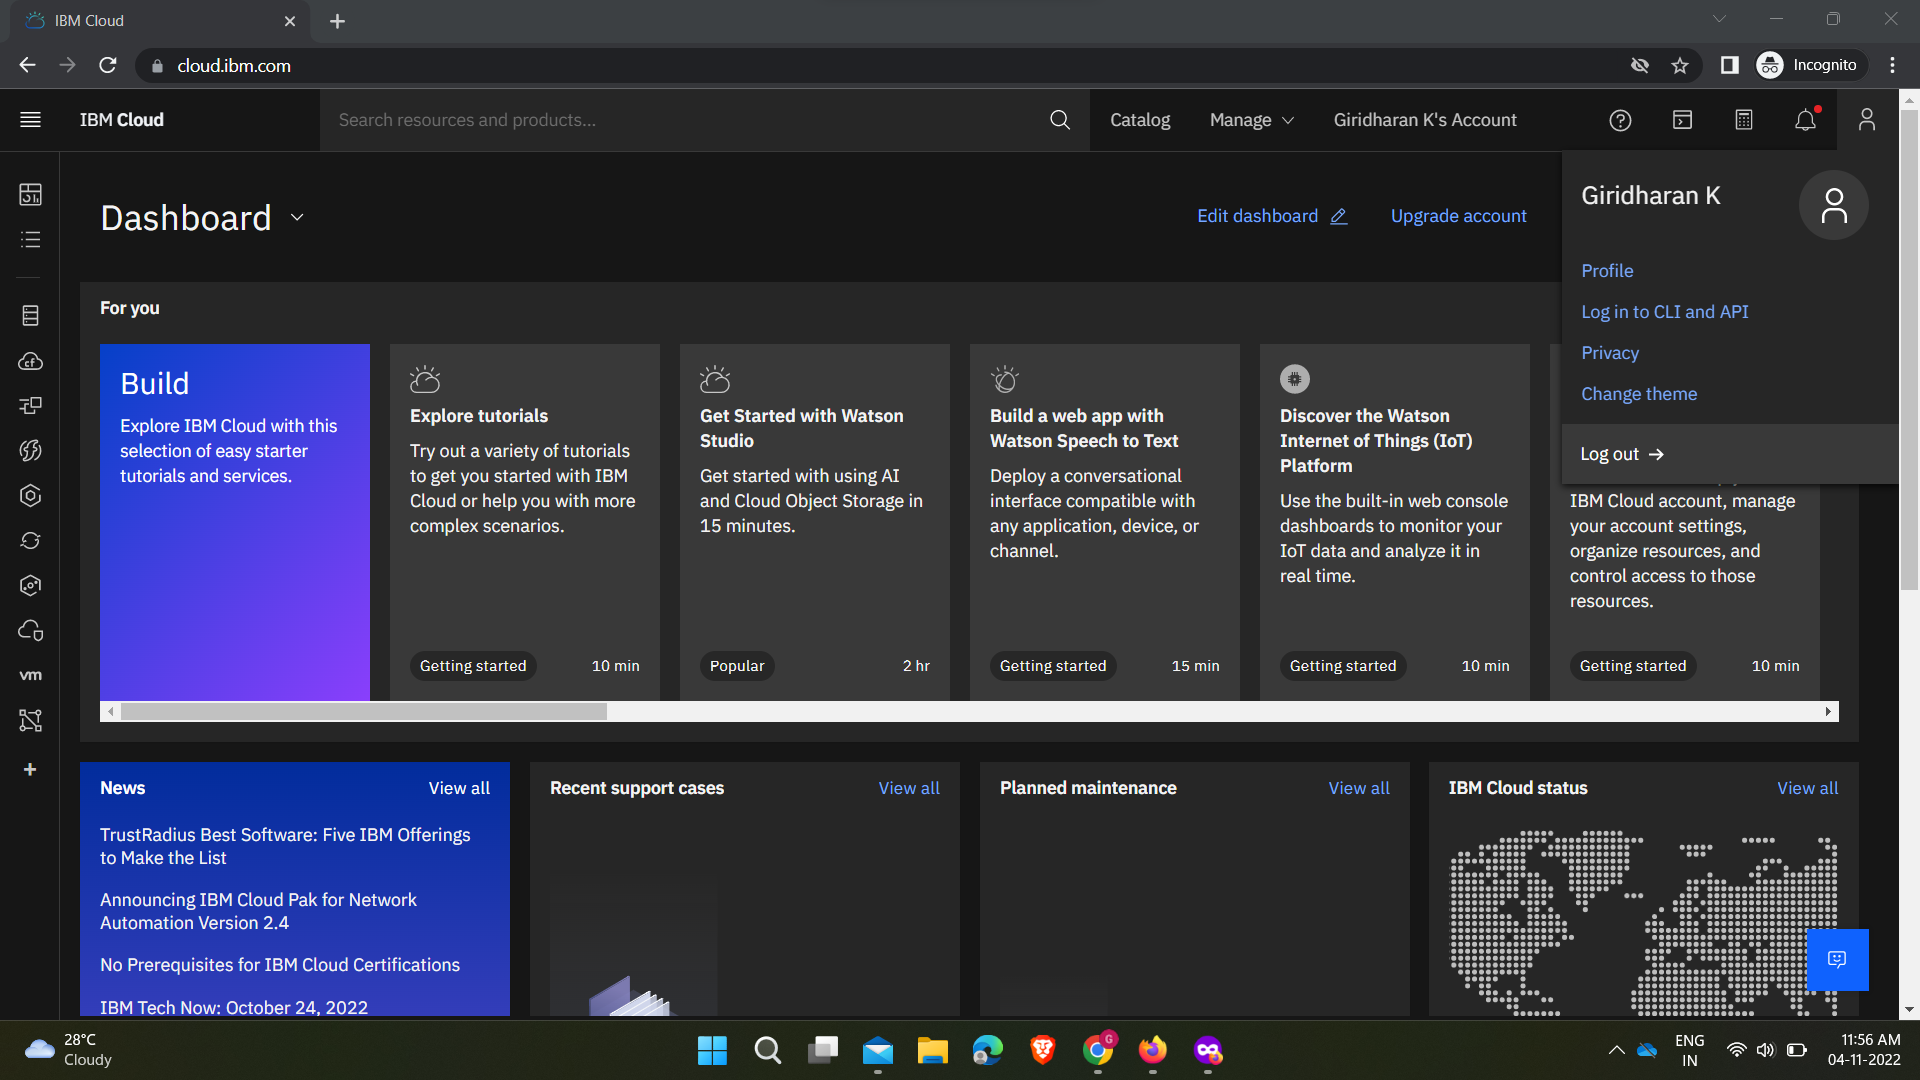 IBM Cloud
cloud.ibm.com
Incognito
IBM Cloud
Search resources and products...
Catalog
Manage
Giridharan K's Account
Giridharan K
Profile
Log in to CLI and API
Privacy
Change theme
Log out
Dashboard
Edit dashboard
Upgrade account
For you
Build
Explore IBM Cloud with this
selection of easy starter
tutorials and services.
Explore tutorials
Try out a variety of tutorials
to get you started with IBM
Cloud or help you with more
complex scenarios.
Getting started
10 min
Get Started with Watson
Studio
Get started with using AI
and Cloud Object Storage in
15 minutes.
Popular
2 hr
Build a web app with
Watson Speech to Text
Deploy a conversational
interface compatible with
any application, device, or
channel.
Getting started
15 min
Discover the Watson
Internet of Things (IoT)
Platform
Use the built-in web console
dashboards to monitor your
IoT data and analyze it in
real time.
Getting started
10 min
IBM Cloud account, manage
your account settings,
organize resources, and
control access to those
resources.
Getting started
10 min
cf
vm
News
View all
TrustRadius Best Software: Five IBM Offerings
to Make the List
Announcing IBM Cloud Pak for Network
Automation Version 2.4
No Prerequisites for IBM Cloud Certifications
IBM Tech Now: October 24, 2022
Recent support cases
View all
Planned maintenance
View all
IBM Cloud status
View all
28°C
Cloudy
G
ENG
IN
11:56 AM
04-11-2022